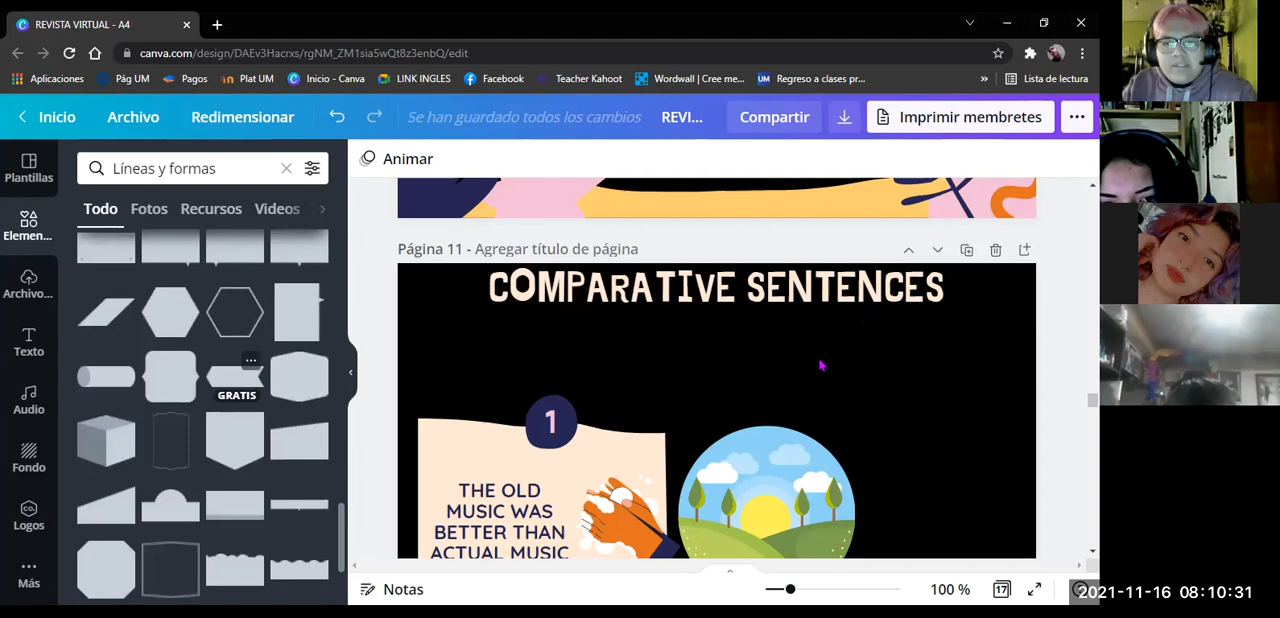 REVISTA VIRTUAL - A4
canva.com/design/DAEv3Hacrxs/rgNM_ZM1sia5wQt8z3enbQ/edit
Aplicaciones Pág UM Pagos Plat UM Inicio - Canva LINK INGLES Facebook Teacher Kahoot Wordwall | Cree me... UM Regreso a clases pr... » Lista de lectura
Inicio Archivo Redimensionar Se han guardado todos los cambios REVI... Compartir Imprimir membretes
Plantillas
Elemen...
Archivo...
Texto
Audio
Fondo
CO.
Logos
Más
Líneas y formas
Todo Fotos Recursos Videos
GRATIS
Animar
Página 11 - Agregar título de página
COMPARATIVE SENTENCES
1
THE OLD
MUSIC WAS
BETTER THAN
ACTUAL MUSIC
Notas 100 % 17
2021-11-16 08:10:31